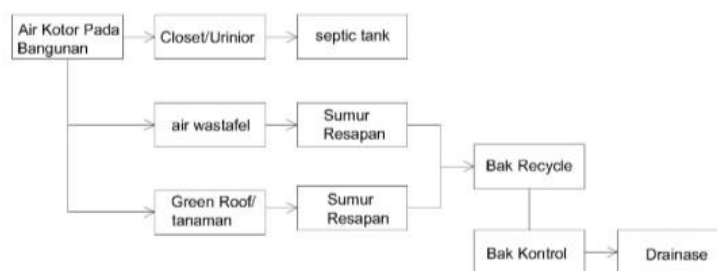 Air Kotor Pada
Bangunan
Closet/Urinior
septic tank
air wastafel
Sumur
Resapan
Green Roof/
tanaman
Sumur
Resapan
Bak Recycle
Bak Kontrol
Drainase